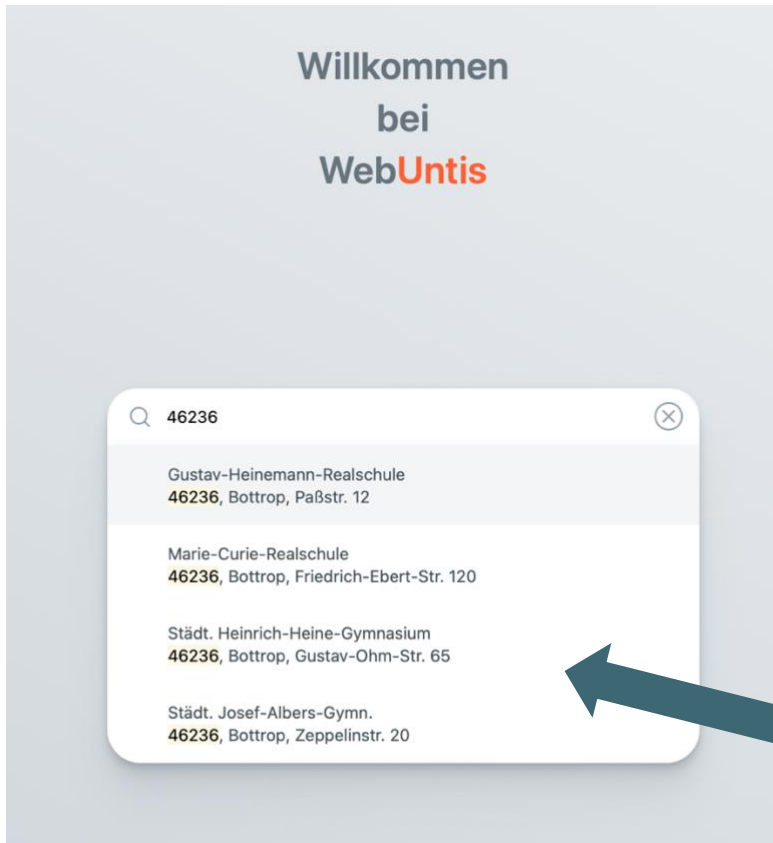 Willkommen
bei
WebUntis
46236
Gustav-Heinemann-Realschule
46236, Bottrop, Paßstr. 12
Marie-Curie-Realschule
46236, Bottrop, Friedrich-Ebert-Str. 120
Städt. Heinrich-Heine-Gymnasium
46236, Bottrop, Gustav-Ohm-Str. 65
Städt. Josef-Albers-Gymn.
46236, Bottrop, Zeppelinstr. 20